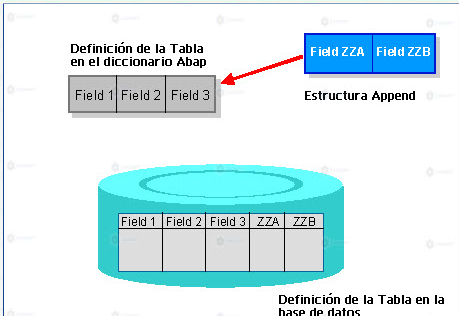 Definición de la Tabla
en el diccionario Abap
Field ZZA Field ZZB
Field 1 Field 2 Field 3
Estructura Append
Field 1 Field 2 Field 3 ZZA ZZB
Definición de la Tabla en la
base de datos